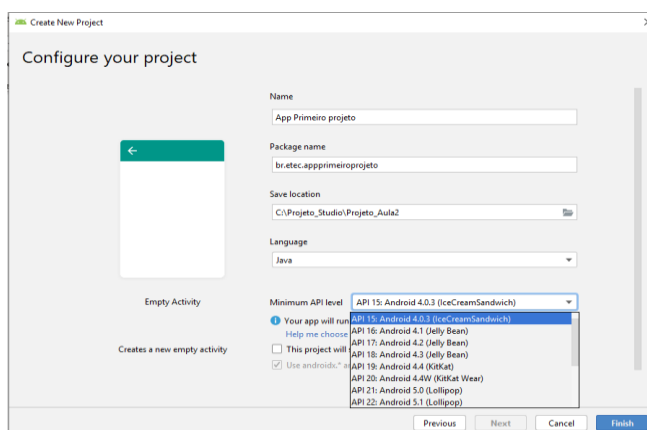 Create New Project
Configure your project
Name
App Primeiro projeto
Package name
br.etec.appprimeiroprojeto
Save location
C:\Projeto_Studio\Projeto_Aula2
Language
Java
Empty Activity
Minimum API level
API 15: Android 4.0.3 (IceCreamSandwich)
Your app will run
API 15: Android 4.0.3 (IceCreamSandwich)
Help me choose
API 16: Android 4.1 (Jelly Bean)
API 17: Android 4.2 (Jelly Bean)
Creates a new empty activity
This project will
API 18: Android 4.3 (Jelly Bean)
Use androidx.*
API 19: Android 4.4 (KitKat)
API 20: Android 4.4W (KitKat Wear)
API 21: Android 5.0 (Lollipop)
API 22: Android 5.1 (Lollipop)
Previous
Next
Cancel
Finish